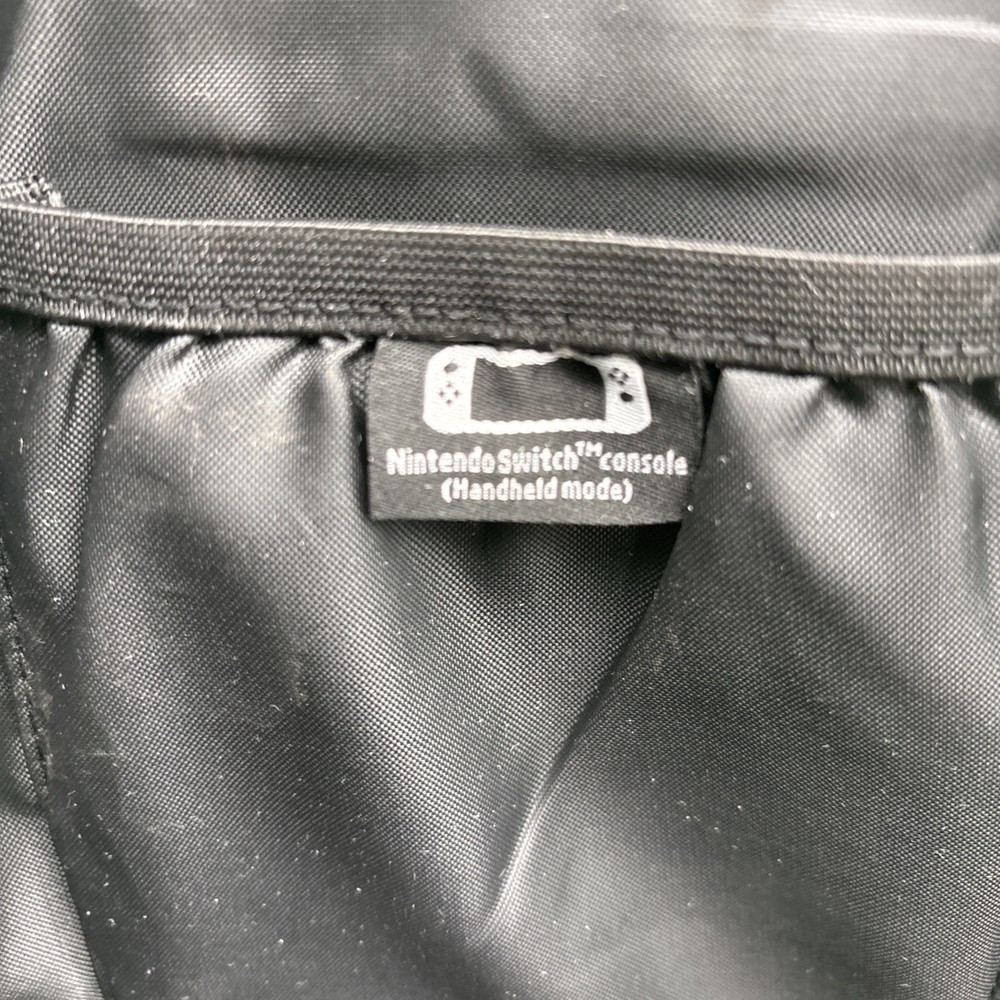 Nintendo Switch™ console
(Handheld mode)